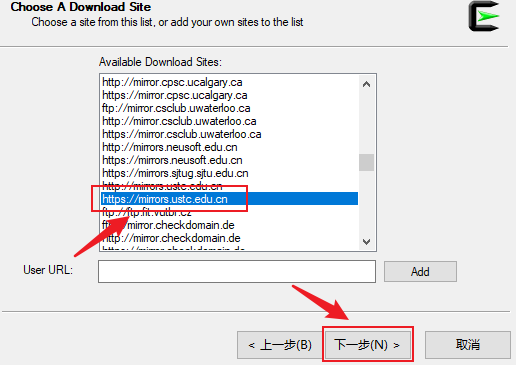 Choose A Download Site
Choose a site from this list, or add your own sites to the list
Available Download Sites:
http://mirror.cpsc.ucalgary.ca
https://mirror.cpsc.ucalgary.ca
ftp://mirror.csclub.uwaterloo.ca
http://mirror.csclub.uwaterloo.ca
https://mirror.csclub.uwaterloo.ca
http://mirrors.neusoft.edu.cn
https://mirrors.neusoft.edu.cn
https://mirrors.sjtug.sjtu.edu.cn
http://mirrors.ustc.edu.cn
https://mirrors.ustc.edu.cn
ftp://ftp.fit.vutbr.cz
ftp://mirror.checkdomain.de
http://mirror.checkdomain.de
https://mirror.checkdomain.de
User URL:
Add
< 上一步(B)
下一步(N) >
取消